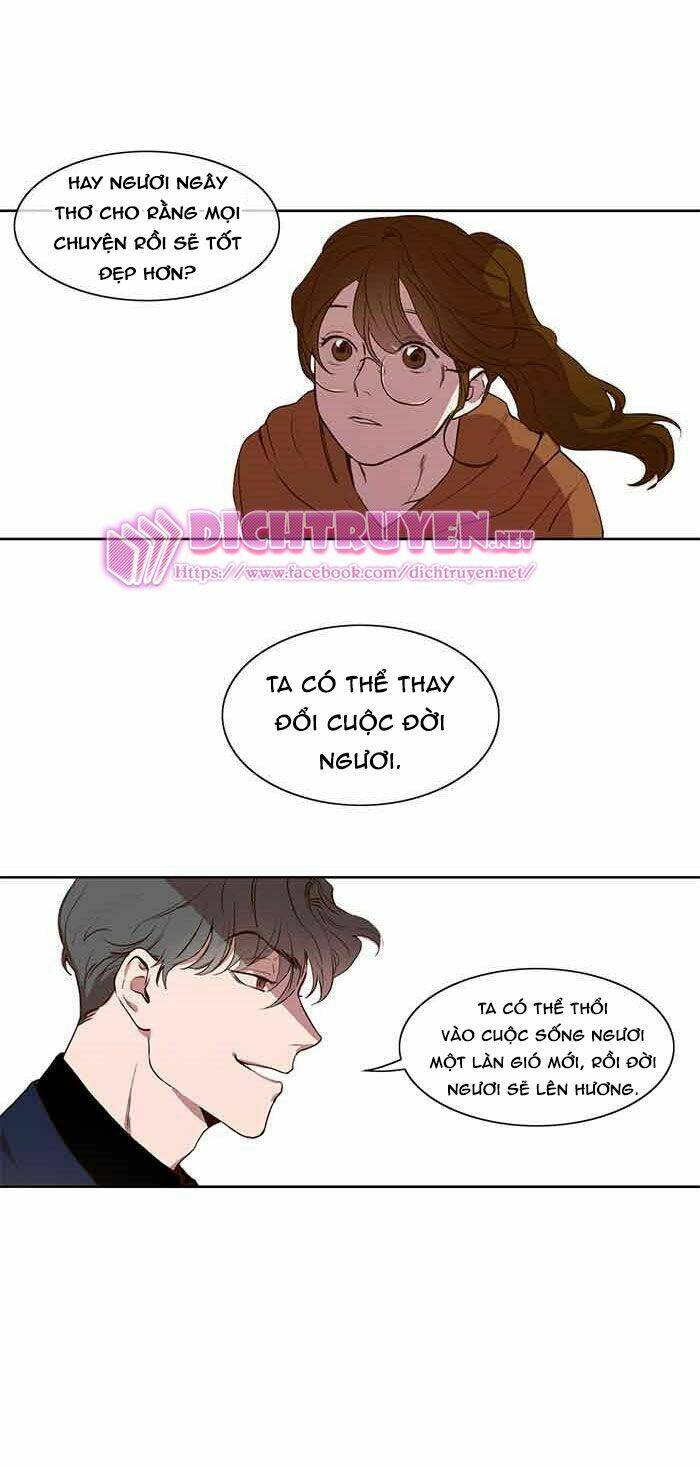 HAY NGƯƠI NGÂY
THƠ CHO RẰNG MỌI
CHUYỆN RỒI SẼ TỐT
ĐẸP HƠN?
DICHTRUYEN.NET
HTTPS://WWW.FACEBOOK.COM/DICHTRUYEN.NET/
TA CÓ THỂ THAY
ĐỔI CUỘC ĐỜI
NGƯƠI.
TA CÓ THỂ THỔI
VÀO CUỘC SỐNG NGƯƠI
MỘT LÀN GIÓ MỚI, RỒI ĐỜI
NGƯƠI SẼ LÊN HƯƠNG.